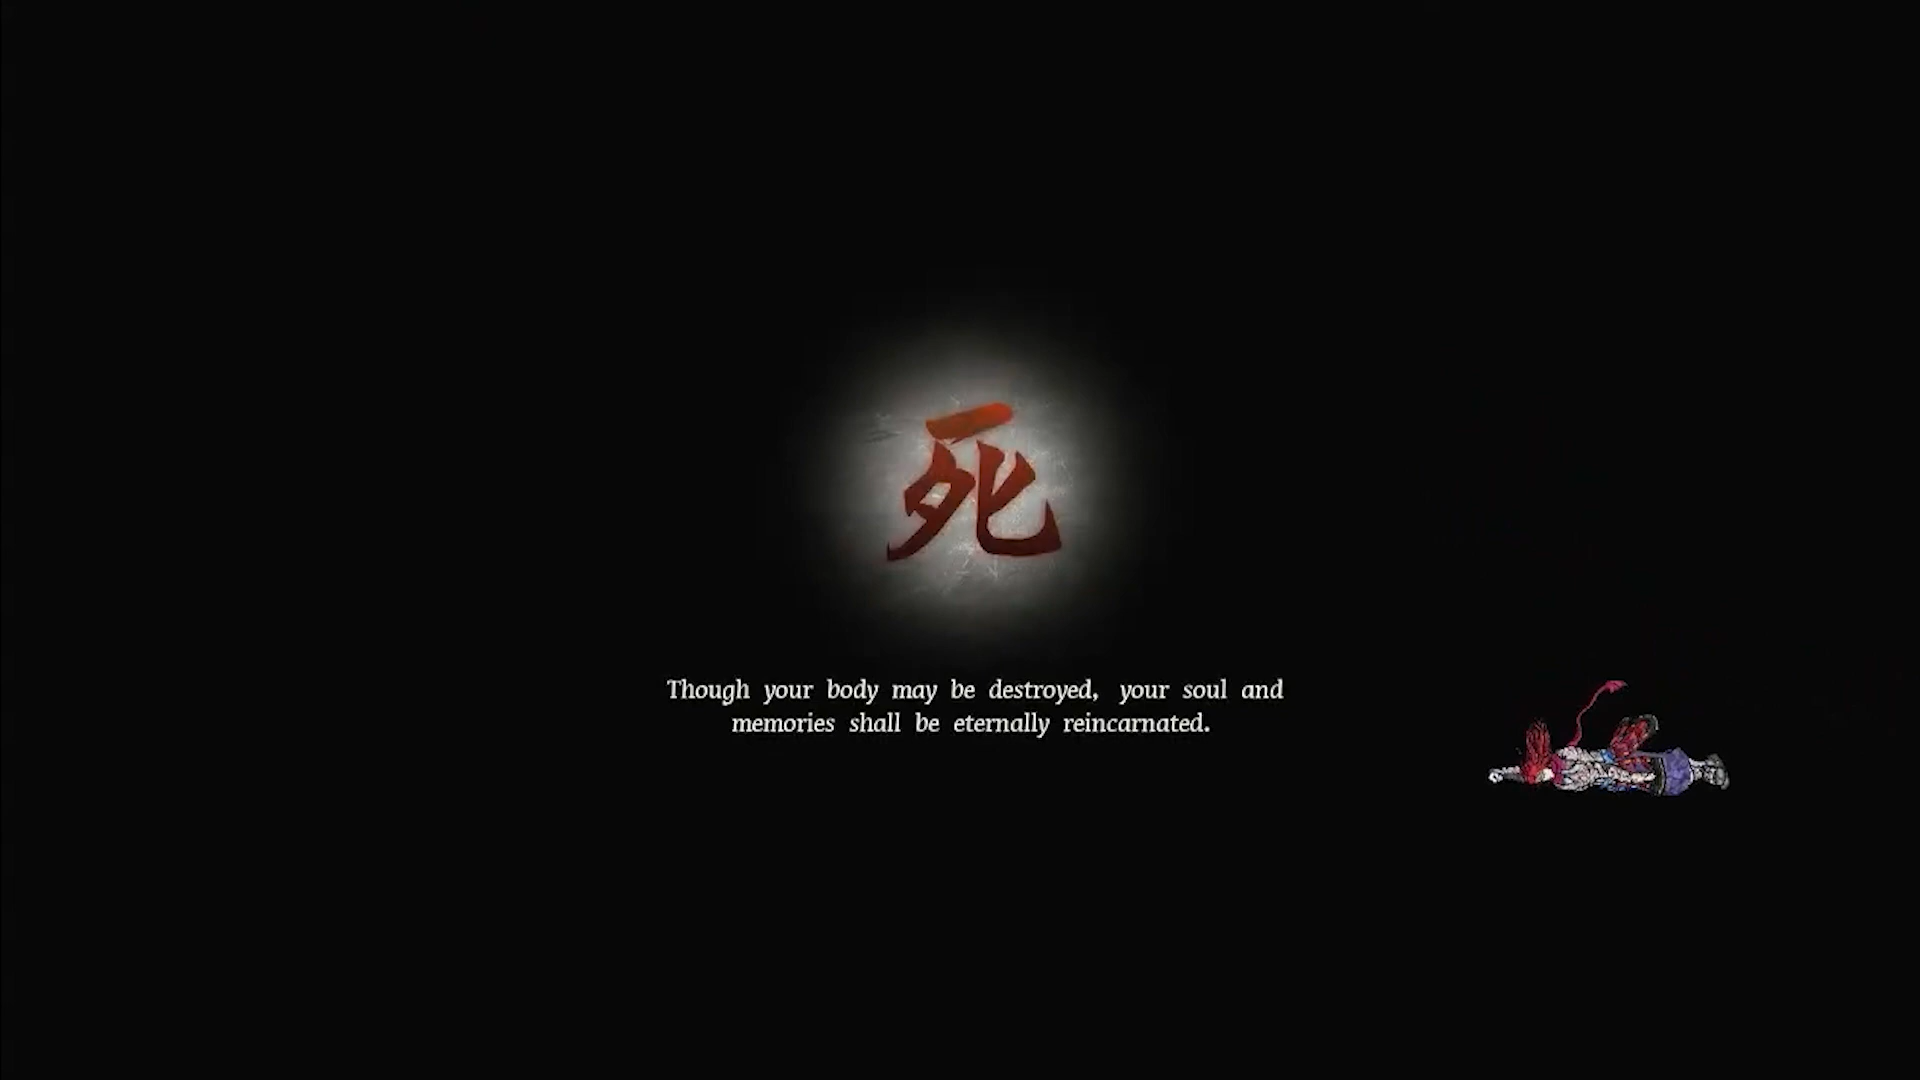 死
Though your body may be destroyed, your soul and
memories shall be eternally reincarnated.